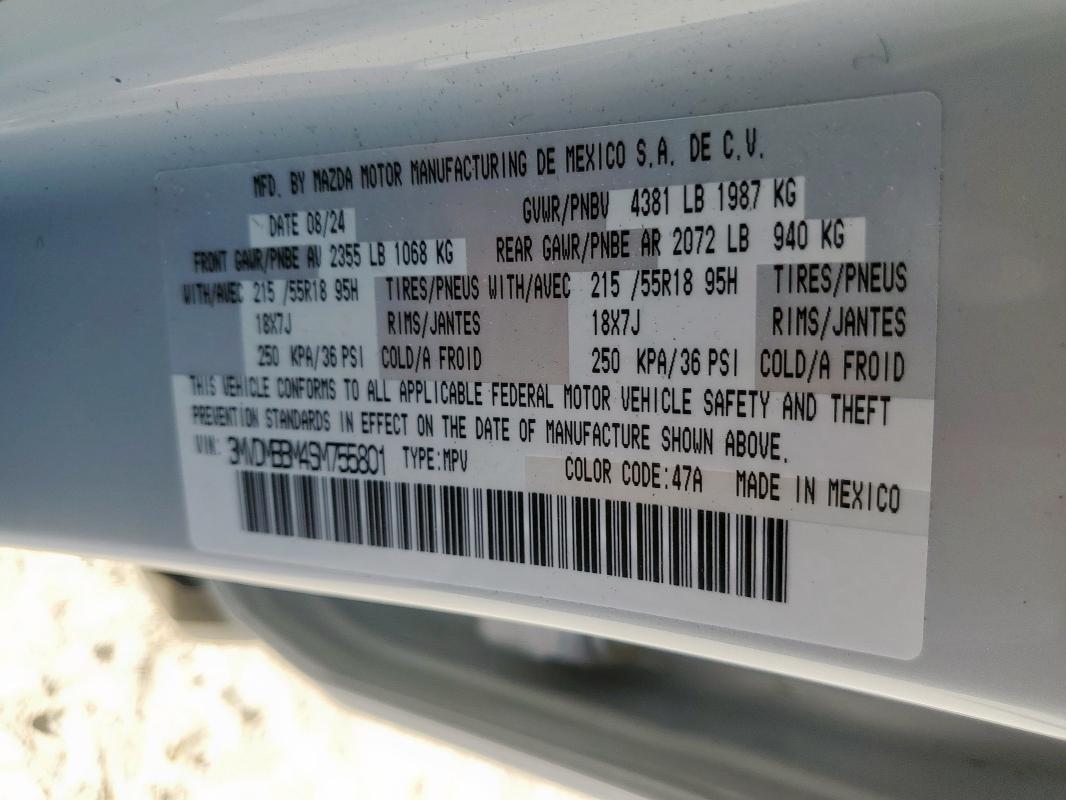 MFD. BY MAZDA MOTOR MANUFACTURING DE MEXICO S.A. DE C.V.
DATE 08/24 GVWR/PNBV 4381 LB 1987 KG
FRONT GAWR/PNBE AV 2355 LB 1068 KG REAR GAWR/PNBE AR 2072 LB 940 KG
WITH/AVEC 215 /55R18 95H TIRES/PNEUS WITH/AVEC 215 /55R18 95H TIRES/PNEUS
18X7J RIMS/JANTES 18X7J RIMS/JANTES
250 KPA/36 PSI COLD/A FROID 250 KPA/36 PSI COLD/A FROID
THIS VEHICLE CONFORMS TO ALL APPLICABLE FEDERAL MOTOR VEHICLE SAFETY AND THEFT
PREVENTION STANDARDS IN EFFECT ON THE DATE OF MANUFACTURE SHOWN ABOVE.
VIN: 3MVDMBBM4SM755801 TYPE:MPV COLOR CODE:47A MADE IN MEXICO